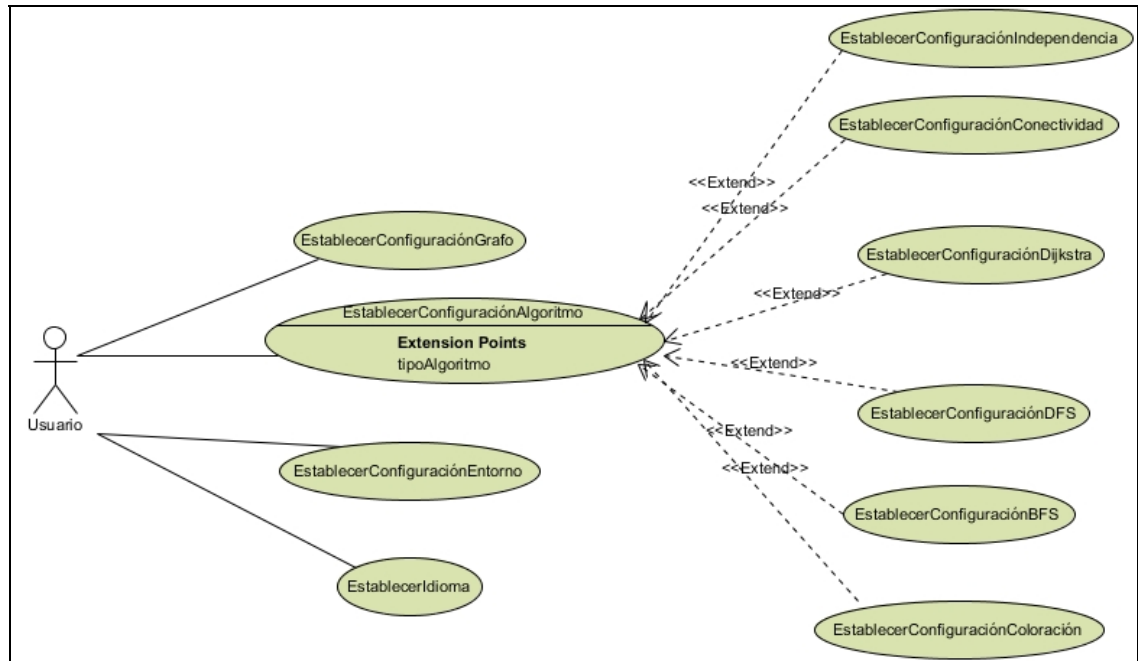 EstablecerConfiguraciónIndependencia
EstablecerConfiguraciónConectividad
<<Extend>>
<<Extend>>
EstablecerConfiguraciónGrafo
EstablecerConfiguraciónDijkstra
<<Extend>>
EstablecerConfiguraciónAlgoritmo
Extension Points
tipoAlgoritmo
<<Extend>>
Usuario
EstablecerConfiguraciónDFS
<<Extend>>
EstablecerConfiguraciónEntorno
<<Extend>>
EstablecerConfiguraciónBFS
EstablecerIdioma
EstablecerConfiguraciónColoración